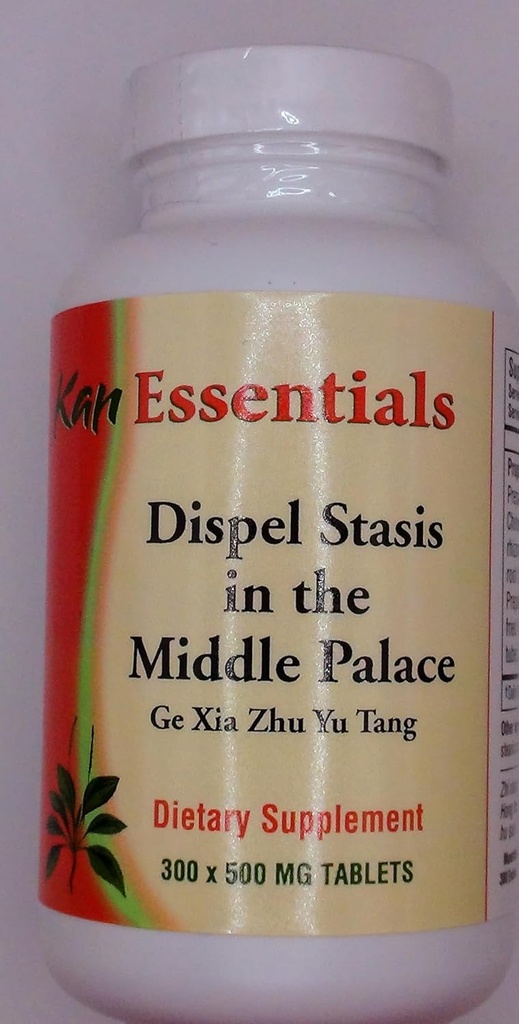 Kan Essentials
Dispel Stasis
in the
Middle Palace
Ge Xia Zhu Yu Tang
Dietary Supplement
300 x 500 MG TABLETS